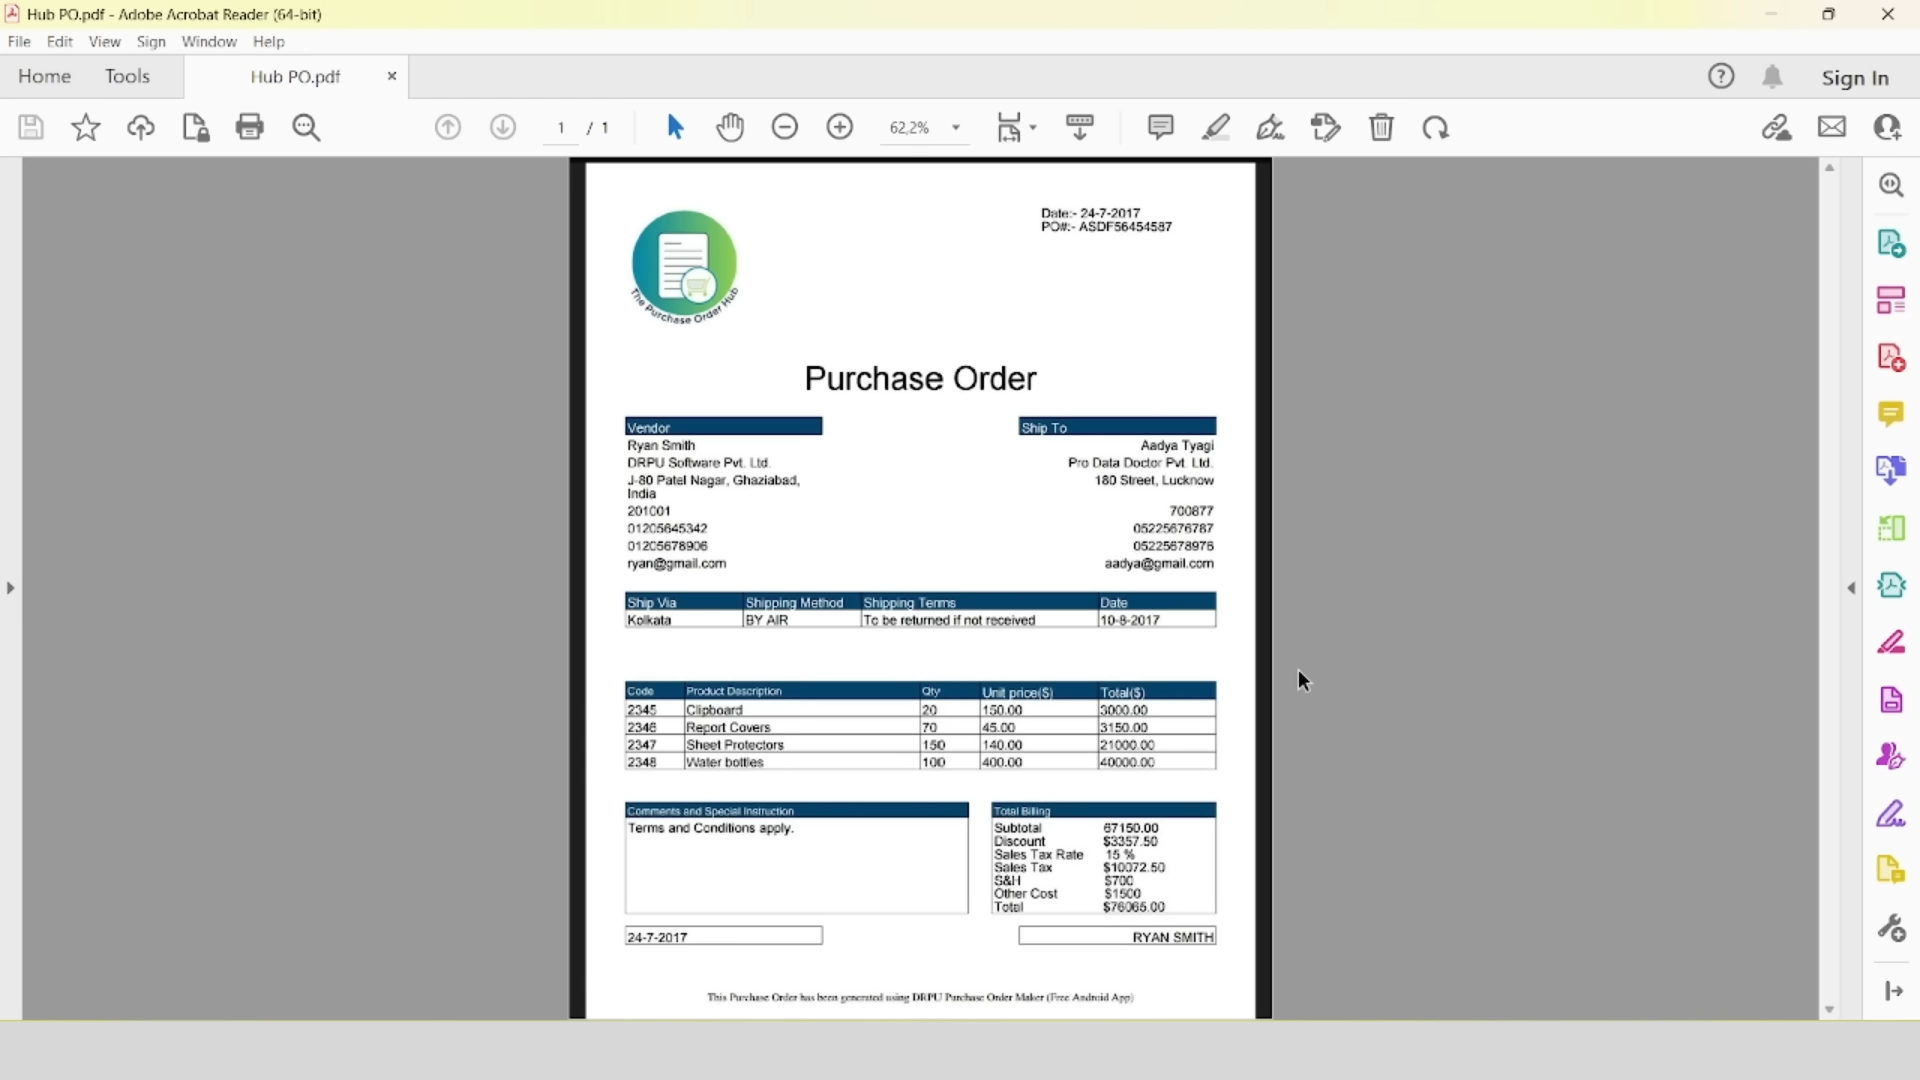 Hub PO.pdf - Adobe Acrobat Reader (64-bit)
File Edit View Sign Window Help
Home Tools Hub PO.pdf × Sign In
1 / 1 62,2%
Date:- 24-7-2017
PO#:- ASDF56454587
The Purchase Order Hub
Purchase Order
Vendor
Ryan Smith
DRPU Software Pvt. Ltd.
J-80 Patel Nagar, Ghaziabad,
India
201001
01205645342
01205678906
ryan@gmail.com
Ship To
Aadya Tyagi
Pro Data Doctor Pvt. Ltd.
180 Street, Lucknow
700877
05225676787
05225678976
aadya@gmail.com
Ship Via Shipping Method Shipping Terms Date
Kolkata BY AIR To be returned if not received 10-8-2017
Code Product Description Qty Unit price($) Total($)
2345 Clipboard 20 150.00 3000.00
2346 Report Covers 70 45.00 3150.00
2347 Sheet Protectors 150 140.00 21000.00
2348 Water bottles 100 400.00 40000.00
Comments and Special Instruction
Terms and Conditions apply.
Total Billing
Subtotal 67150.00
Discount $3357.50
Sales Tax Rate 15 %
Sales Tax $10072.50
S&H $700
Other Cost $1500
Total $76065.00
24-7-2017 RYAN SMITH
This Purchase Order has been generated using DRPU Purchase Order Maker (Free Android App)